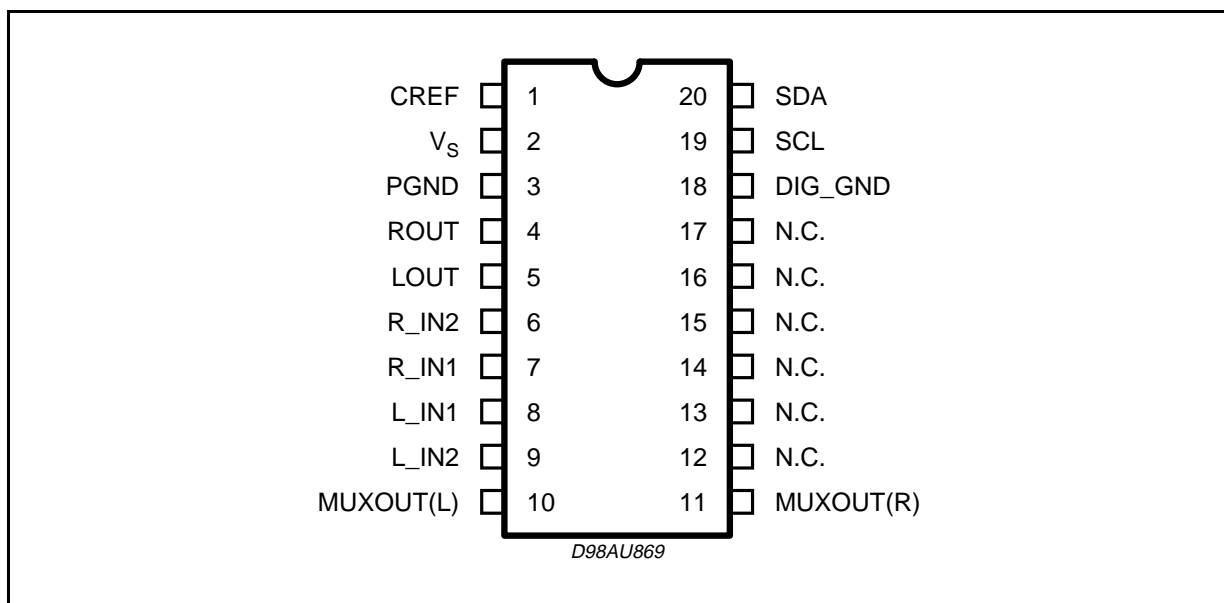 CREF 1 20 SDA
VS 2 19 SCL
PGND 3 18 DIG_GND
ROUT 4 17 N.C.
LOUT 5 16 N.C.
R_IN2 6 15 N.C.
R_IN1 7 14 N.C.
L_IN1 8 13 N.C.
L_IN2 9 12 N.C.
MUXOUT(L) 10 11 MUXOUT(R)
D98AU869